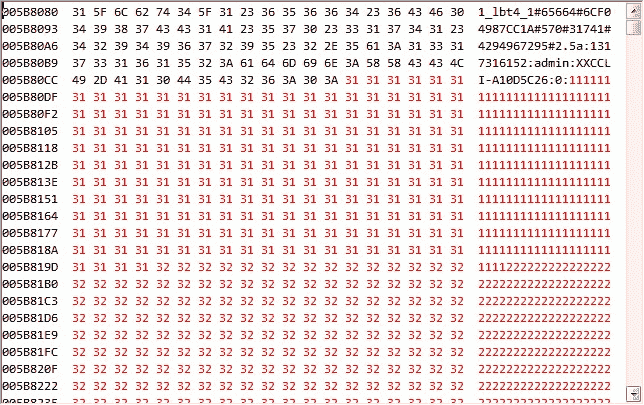 005B8080 31 5F 6C 62 74 34 5F 31 23 36 35 36 36 34 23 36 43 46 30 1_lbt4_1#65664#6CF0
005B8093 34 39 38 37 43 43 31 41 23 35 37 30 23 33 31 37 34 31 23 4987CC1A#570#31741#
005B80A6 34 32 39 34 39 36 37 32 39 35 23 32 2E 35 61 3A 31 33 31 4294967295#2.5a:131
005B80B9 37 33 31 36 31 35 32 3A 61 64 6D 69 6E 3A 58 58 43 43 4C 7316152:admin:XXCCL
005B80CC 49 2D 41 31 30 44 35 43 32 36 3A 30 3A 31 31 31 31 31 31 I-A10D5C26:0:111111
005B80DF 31 31 31 31 31 31 31 31 31 31 31 31 31 31 31 31 31 31 31 1111111111111111111
005B80F2 31 31 31 31 31 31 31 31 31 31 31 31 31 31 31 31 31 31 31 1111111111111111111
005B8105 31 31 31 31 31 31 31 31 31 31 31 31 31 31 31 31 31 31 31 1111111111111111111
005B8118 31 31 31 31 31 31 31 31 31 31 31 31 31 31 31 31 31 31 31 1111111111111111111
005B812B 31 31 31 31 31 31 31 31 31 31 31 31 31 31 31 31 31 31 31 1111111111111111111
005B813E 31 31 31 31 31 31 31 31 31 31 31 31 31 31 31 31 31 31 31 1111111111111111111
005B8151 31 31 31 31 31 31 31 31 31 31 31 31 31 31 31 31 31 31 31 1111111111111111111
005B8164 31 31 31 31 31 31 31 31 31 31 31 31 31 31 31 31 31 31 31 1111111111111111111
005B8177 31 31 31 31 31 31 31 31 31 31 31 31 31 31 31 31 31 31 31 1111111111111111111
005B818A 31 31 31 31 31 31 31 31 31 31 31 31 31 31 31 31 31 31 31 1111111111111111111
005B819D 31 31 31 31 32 32 32 32 32 32 32 32 32 32 32 32 32 32 32 1111222222222222222
005B81B0 32 32 32 32 32 32 32 32 32 32 32 32 32 32 32 32 32 32 32 2222222222222222222
005B81C3 32 32 32 32 32 32 32 32 32 32 32 32 32 32 32 32 32 32 32 2222222222222222222
005B81D6 32 32 32 32 32 32 32 32 32 32 32 32 32 32 32 32 32 32 32 2222222222222222222
005B81E9 32 32 32 32 32 32 32 32 32 32 32 32 32 32 32 32 32 32 32 2222222222222222222
005B81FC 32 32 32 32 32 32 32 32 32 32 32 32 32 32 32 32 32 32 32 2222222222222222222
005B820F 32 32 32 32 32 32 32 32 32 32 32 32 32 32 32 32 32 32 32 2222222222222222222
005B8222 32 32 32 32 32 32 32 32 32 32 32 32 32 32 32 32 32 32 32 2222222222222222222
005B8235 32 32 32 32 32 32 32 32 32 32 32 32 32 32 32 32 32 32 32 2222222222222222222